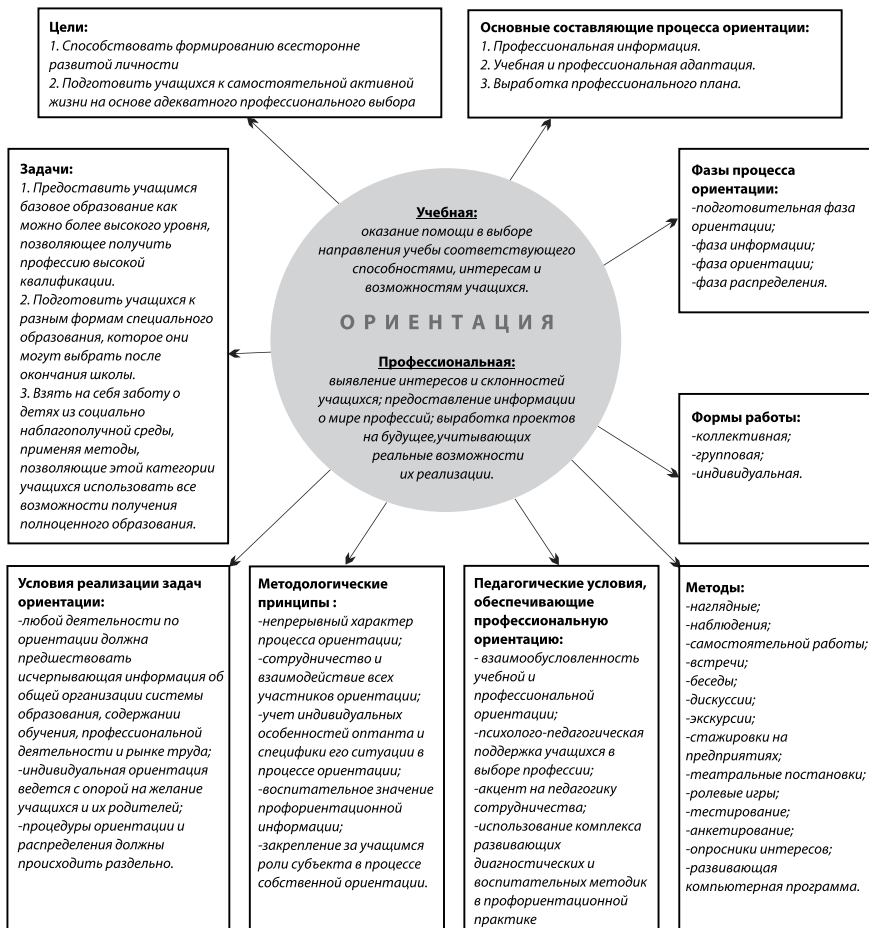 Цели:
1. Способствовать формированию всесторонне
развитой личности
2. Подготовить учащихся к самостоятельной активной
жизни на основе адекватного профессионального выбора
Основные составляющие процесса ориентации:
1. Профессиональная информация.
2. Учебная и профессиональная адаптация.
3. Выработка профессионального плана.
Задачи:
1. Предоставить учащимся
базовое образование как
можно более высокого уровня,
позволяющее получить
профессию высокой
квалификации.
2. Подготовить учащихся к
разным формам специального
образования, которое они
могут выбрать после
окончания школы.
3. Взять на себя заботу о
детях из социально
наблагополучной среды,
применяя методы,
позволяющие этой категории
учащихся использовать все
возможности получения
полноценного образования.
Учебная:
оказание помощи в выборе
направления учебы соответствующего
способностями, интересам и
возможностям учащихся.
ОРИЕНТАЦИЯ
Профессиональная:
выявление интересов и склонностей
учащихся; предоставление информации
о мире профессий; выработка проектов
на будущее,учитывающих
реальные возможности
их реализации.
Фазы процесса
ориентации:
-подготовительная фаза
ориентации;
-фаза информации;
-фаза ориентации;
-фаза распределения.
Формы работы:
-коллективная;
-групповая;
-индивидуальная.
Условия реализации задач
ориентации:
-любой деятельности по
ориентации должна
предшествовать
исчерпывающая информация об
общей организации системы
образования, содержании
обучения, профессиональной
деятельности и рынке труда;
-индивидуальная ориентация
ведется с опорой на желание
учащихся и их родителей;
-процедуры ориентации и
распределения должны
происходить раздельно.
Методологические
принципы :
-непрерывный характер
процесса ориентации;
-сотрудничество и
взаимодействие всех
участников ориентации;
-учет индивидуальных
особенностей оптанта и
специфики его ситуации в
процессе ориентации;
-воспитательное значение
профориентационной
информации;
-закрепление за учащимся
роли субъекта в процессе
собственной ориентации.
Педагогические условия,
обеспечивающие
профессиональную
ориентацию:
- взаимообусловленность
учебной и
профессиональной
ориентации;
-психолого-педагогическая
поддержка учащихся в
выборе профессии;
-акцент на педагогику
сотрудничества;
-использование комплекса
развивающих
диагностических и
воспитательных методик
в профориентационной
практике
Методы:
-наглядные;
-наблюдения;
-самостоятельной работы;
-встречи;
-беседы;
-дискуссии;
-экскурсии;
-стажировки на
предприятиях;
-театральные постановки;
-ролевые игры;
-тестирование;
-анкетирование;
-опросники интересов;
-развивающая
компьютерная программа.